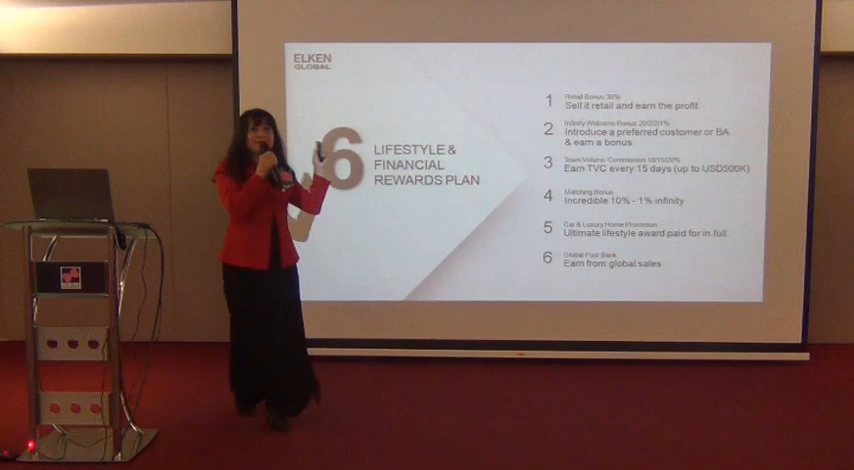 ELKEN
GLOBAL
6
LIFESTYLE &
FINANCIAL
REWARDS PLAN
1
Retail Bonus 30%
Sell it retail and earn the profit
2
Infinity Welcome Bonus 20/2/2/1%
Introduce a preferred customer or BA
& earn a bonus
3
Team Volume Commission 10/15/20%
Earn TVC every 15 days (up to USD500K)
4
Matching Bonus
Incredible 10% - 1% infinity
5
Car & Luxury Home Promotion
Ultimate lifestyle award paid for in full
6
Global Pool Bank
Earn from global sales